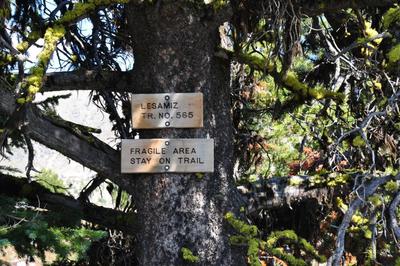 LESAMIZ
TR. NO. 565
FRAGILE AREA
STAY ON TRAIL